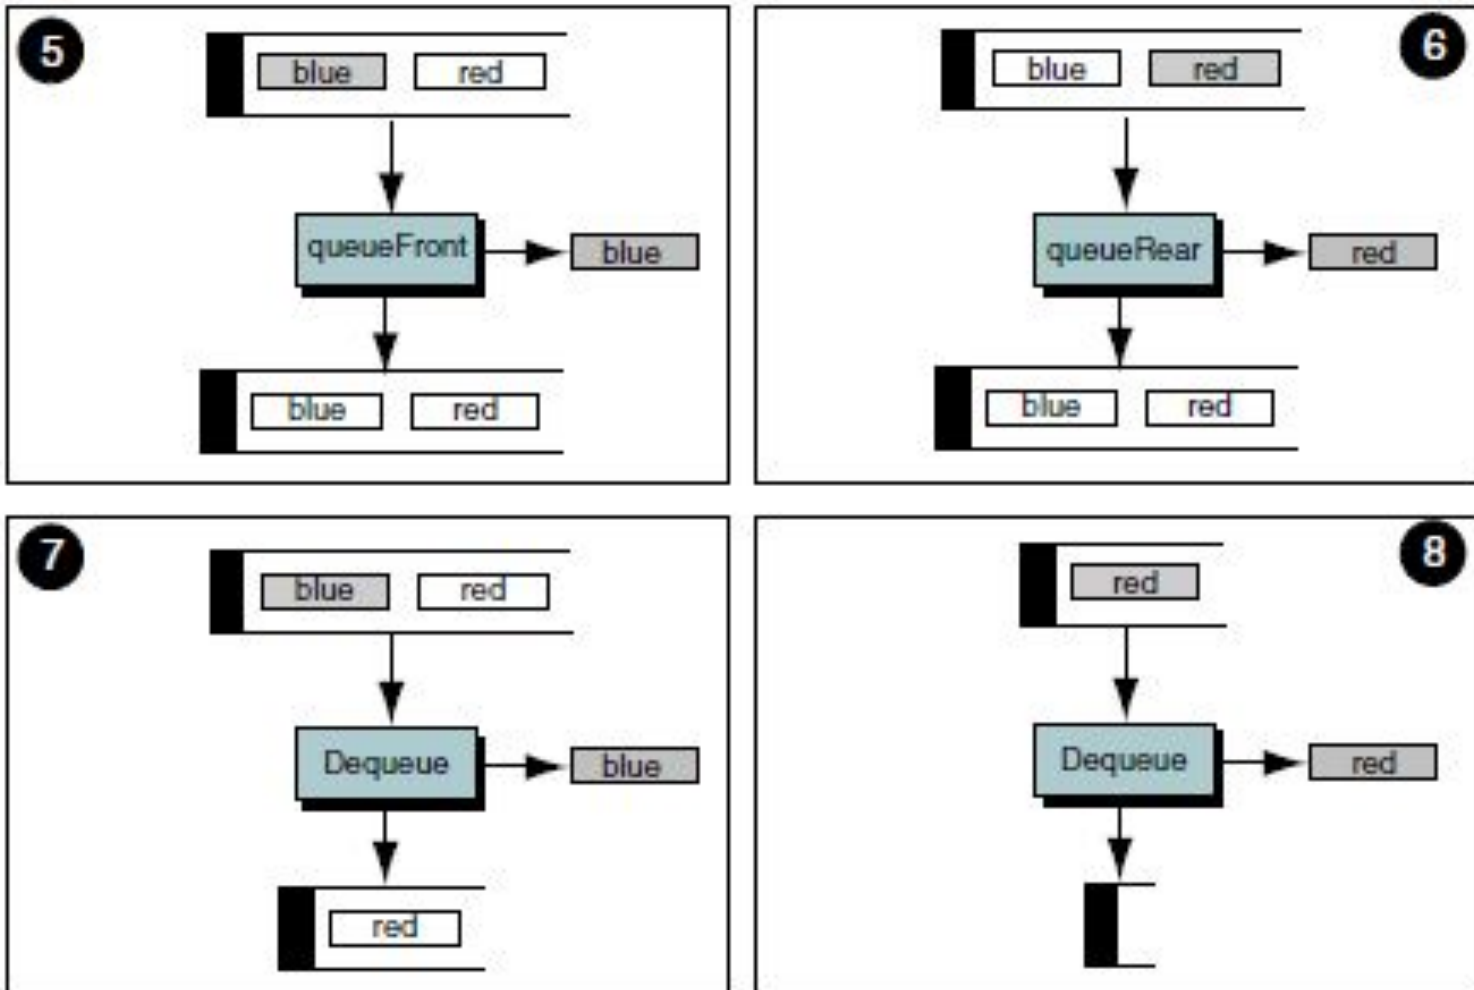 5
blue red
queueFront
blue
blue red
6
blue red
queueRear
red
blue red
7
blue red
Dequeue
blue
red
8
red
Dequeue
red